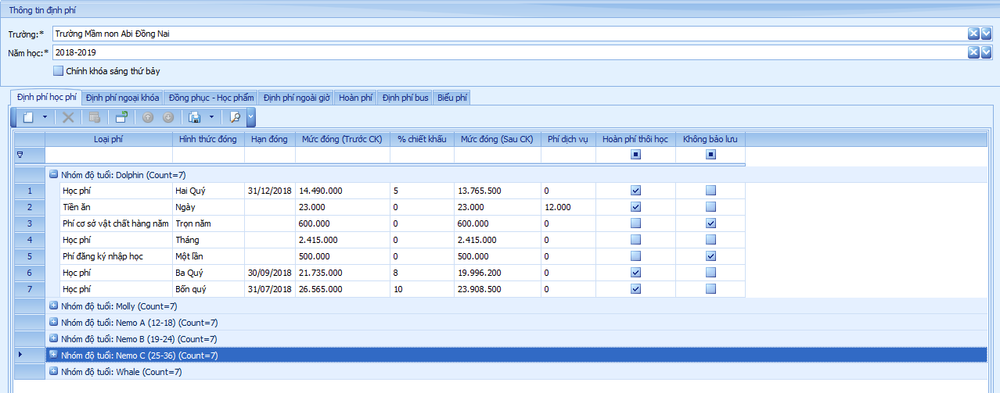 Thông tin định phí
Trường:* Trường Mầm non Abi Đồng Nai
Năm học:* 2018-2019
Chính khóa sáng thứ bảy
Định phí học phí Định phí ngoại khóa Đồng phục - Học phẩm Định phí ngoài giờ Hoàn phí Định phí bus Biểu phí
Loại phí Hình thức đóng Hạn đóng Mức đóng (Trước CK) % chiết khấu Mức đóng (Sau CK) Phí dịch vụ Hoàn phí thôi học Không bảo lưu
Nhóm độ tuổi: Dolphin (Count=7)
1 Học phí Hai Quý 31/12/2018 14.490.000 5 13.765.500 0
2 Tiền ăn Ngày 23.000 0 23.000 12.000
3 Phí cơ sở vật chất hàng năm Trọn năm 600.000 0 600.000 0
4 Học phí Tháng 2.415.000 0 2.415.000 0
5 Phí đăng ký nhập học Một lần 500.000 0 500.000 0
6 Học phí Ba Quý 30/09/2018 21.735.000 8 19.996.200 0
7 Học phí Bốn quý 31/07/2018 26.565.000 10 23.908.500 0
Nhóm độ tuổi: Molly (Count=7)
Nhóm độ tuổi: Nemo A (12-18) (Count=7)
Nhóm độ tuổi: Nemo B (19-24) (Count=7)
Nhóm độ tuổi: Nemo C (25-36) (Count=7)
Nhóm độ tuổi: Whale (Count=7)